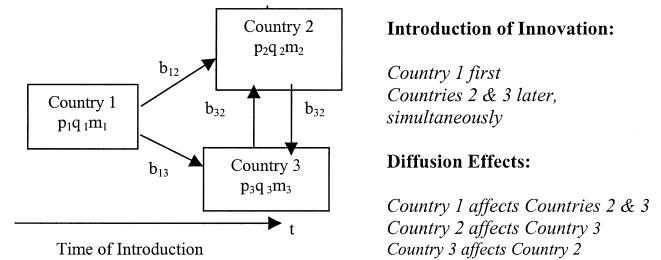 Country 1
p₁q₁m₁
b₁₂
b₁₃
Country 2
p₂q₂m₂
b₃₂
b₃₂
Country 3
p₃q₃m₃
t
Time of Introduction
Introduction of Innovation:
Country 1 first
Countries 2 & 3 later,
simultaneously
Diffusion Effects:
Country 1 affects Countries 2 & 3
Country 2 affects Country 3
Country 3 affects Country 2